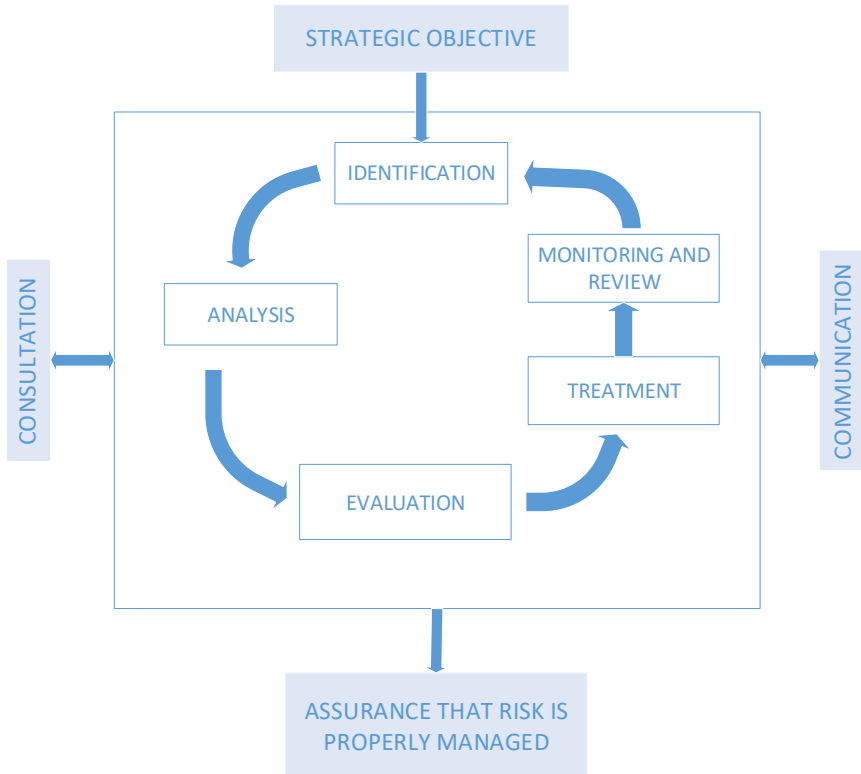 STRATEGIC OBJECTIVE
IDENTIFICATION
MONITORING AND
REVIEW
ANALYSIS
CONSULTATION
COMMUNICATION
TREATMENT
EVALUATION
ASSURANCE THAT RISK IS
PROPERLY MANAGED